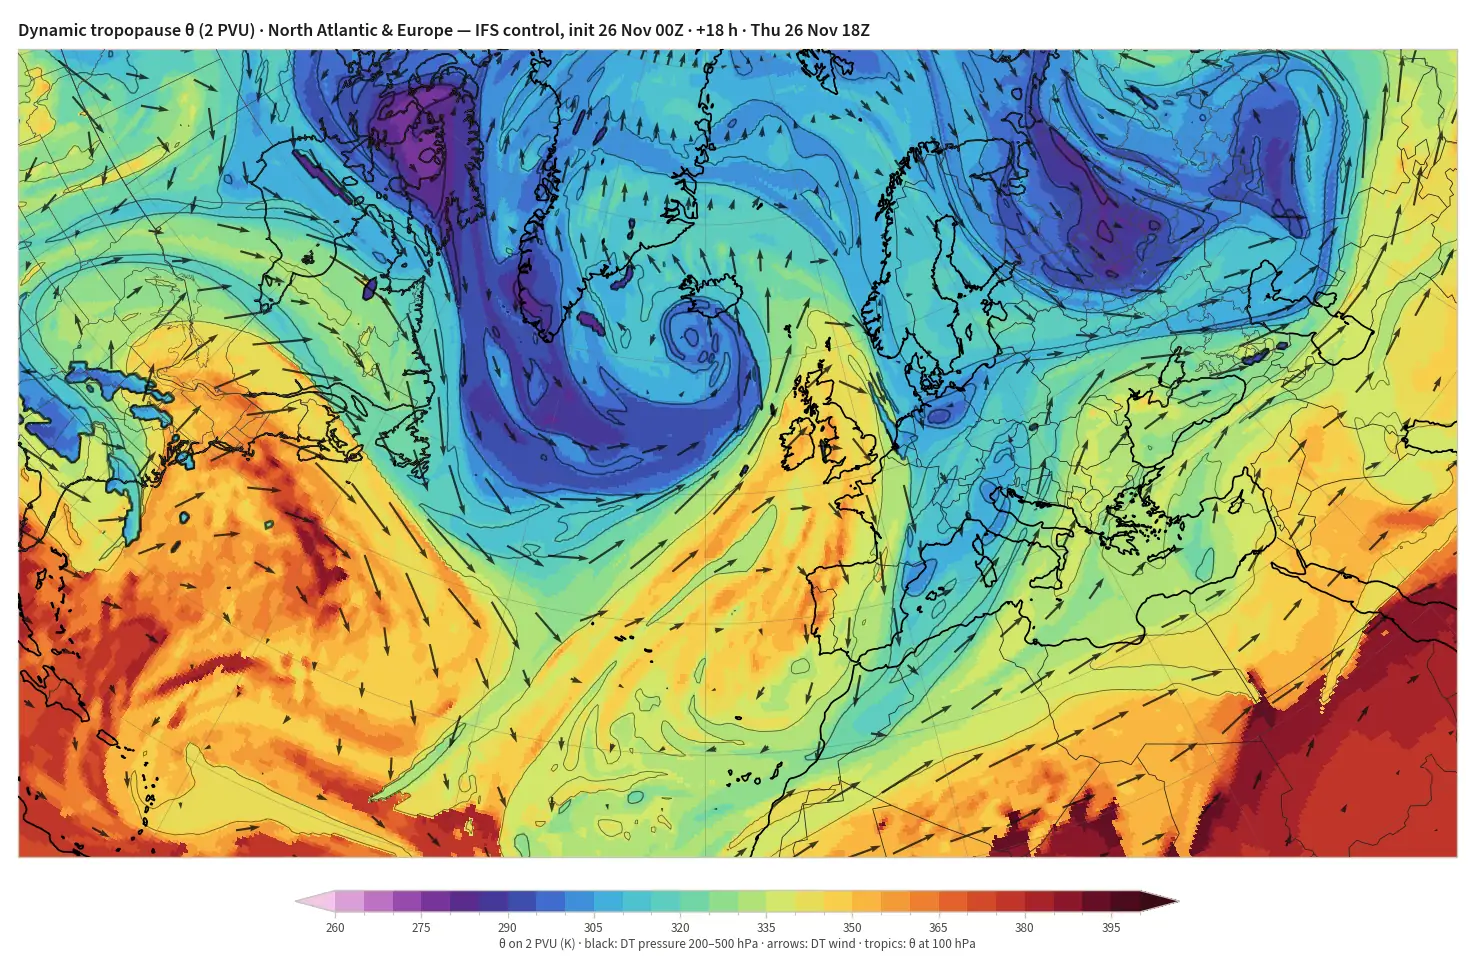 Dynamic tropopause θ (2 PVU) · North Atlantic & Europe — IFS control, init 26 Nov 00Z · +18 h · Thu 26 Nov 18Z
260 275 290 305 320 335 350 365 380 395
θ on 2 PVU (K) · black: DT pressure 200–500 hPa · arrows: DT wind · tropics: θ at 100 hPa